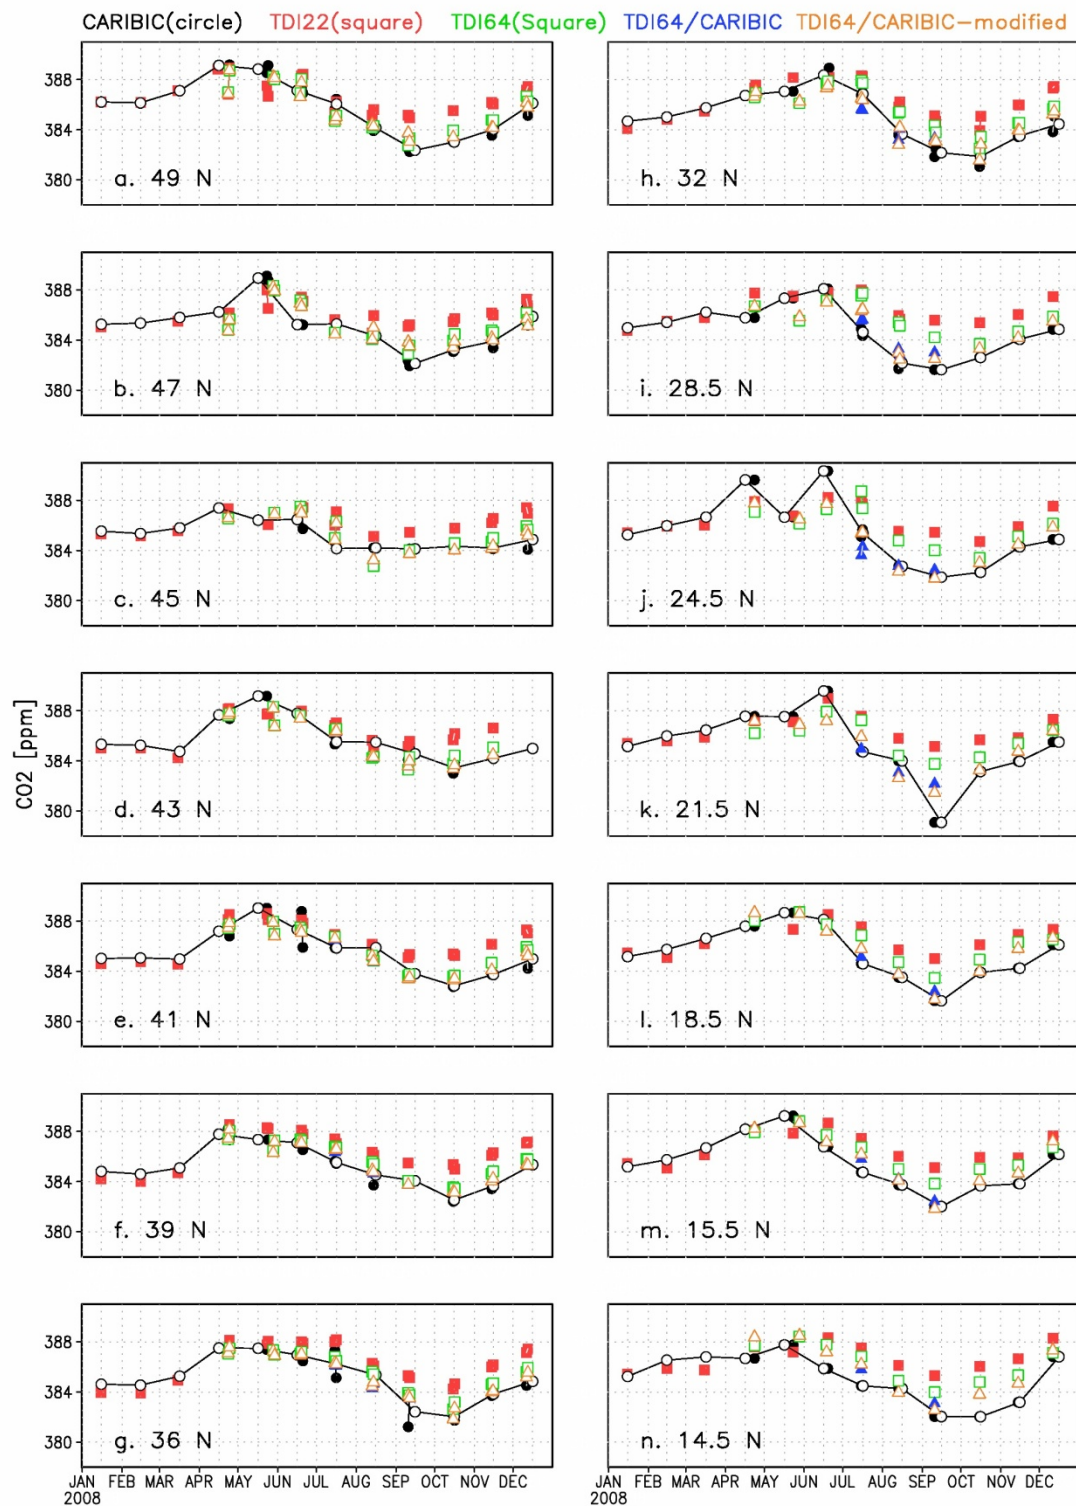 CARIBIC(circle) TDI22(square) TDI64(Square) TDI64/CARIBIC TDI64/CARIBIC-modified
388
384
380
a. 49 N
h. 32 N
388
384
380
b. 47 N
i. 28.5 N
388
384
380
c. 45 N
j. 24.5 N
CO2 [ppm]
388
384
380
d. 43 N
k. 21.5 N
388
384
380
e. 41 N
l. 18.5 N
388
384
380
f. 39 N
m. 15.5 N
388
384
380
g. 36 N
n. 14.5 N
JAN FEB MAR APR MAY JUN JUL AUG SEP OCT NOV DEC
2008
JAN FEB MAR APR MAY JUN JUL AUG SEP OCT NOV DEC
2008